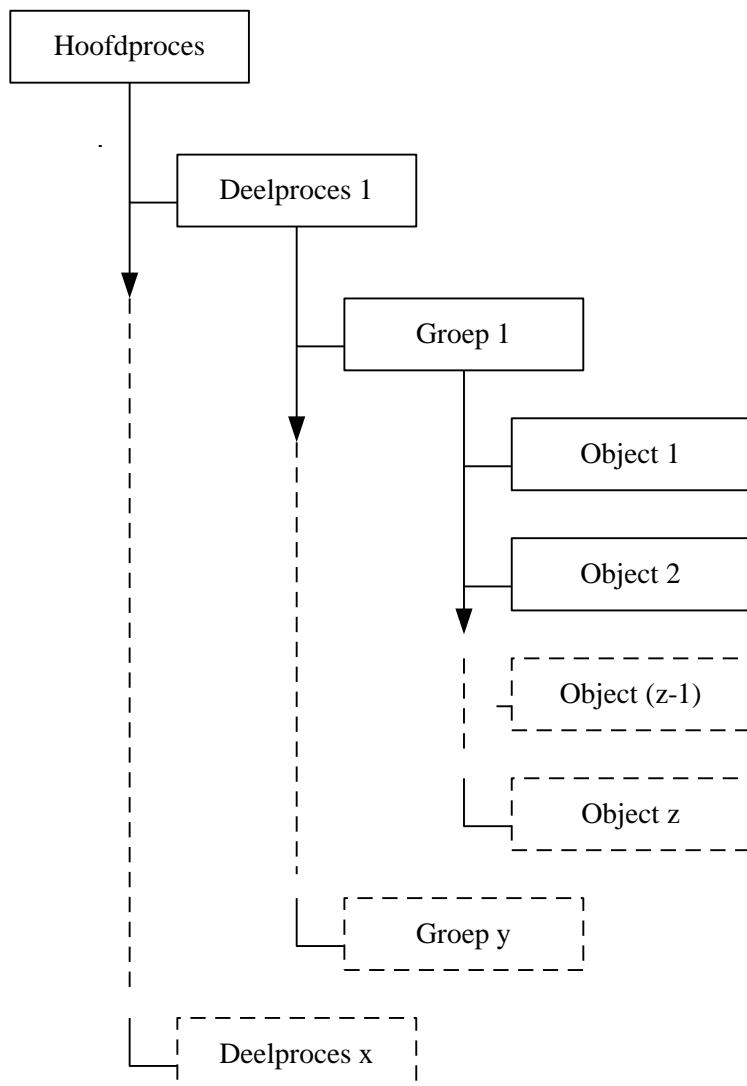 Hoofdproces
Deelproces 1
Groep 1
Object 1
Object 2
Object (z-1)
Object z
Groep y
Deelproces x